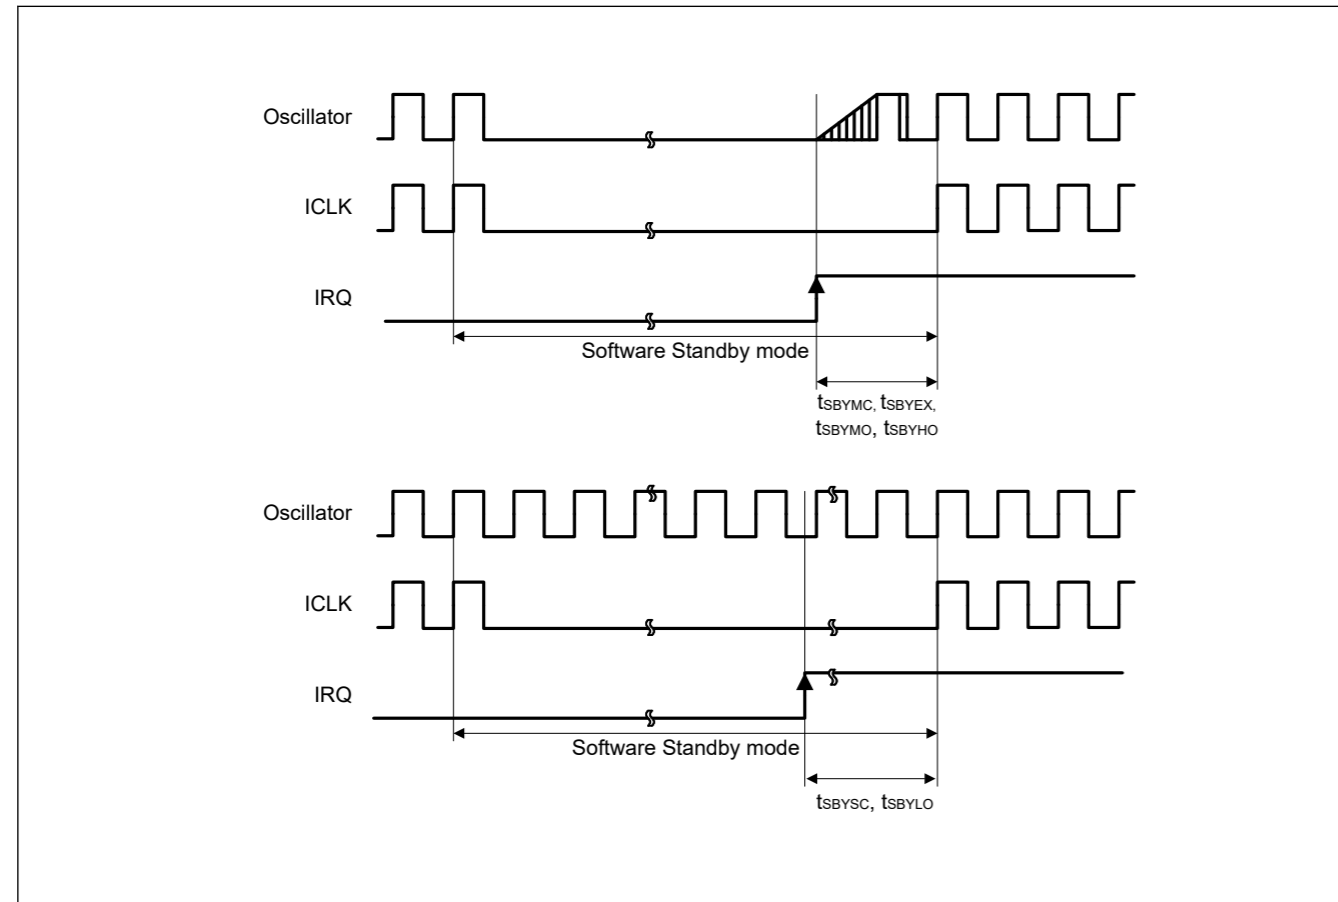 Oscillator
ICLK
IRQ
Software Standby mode
tSBYMC, tSBYEX,
tSBYMO, tSBYHO
Oscillator
ICLK
IRQ
Software Standby mode
tSBYSC, tSBYLO